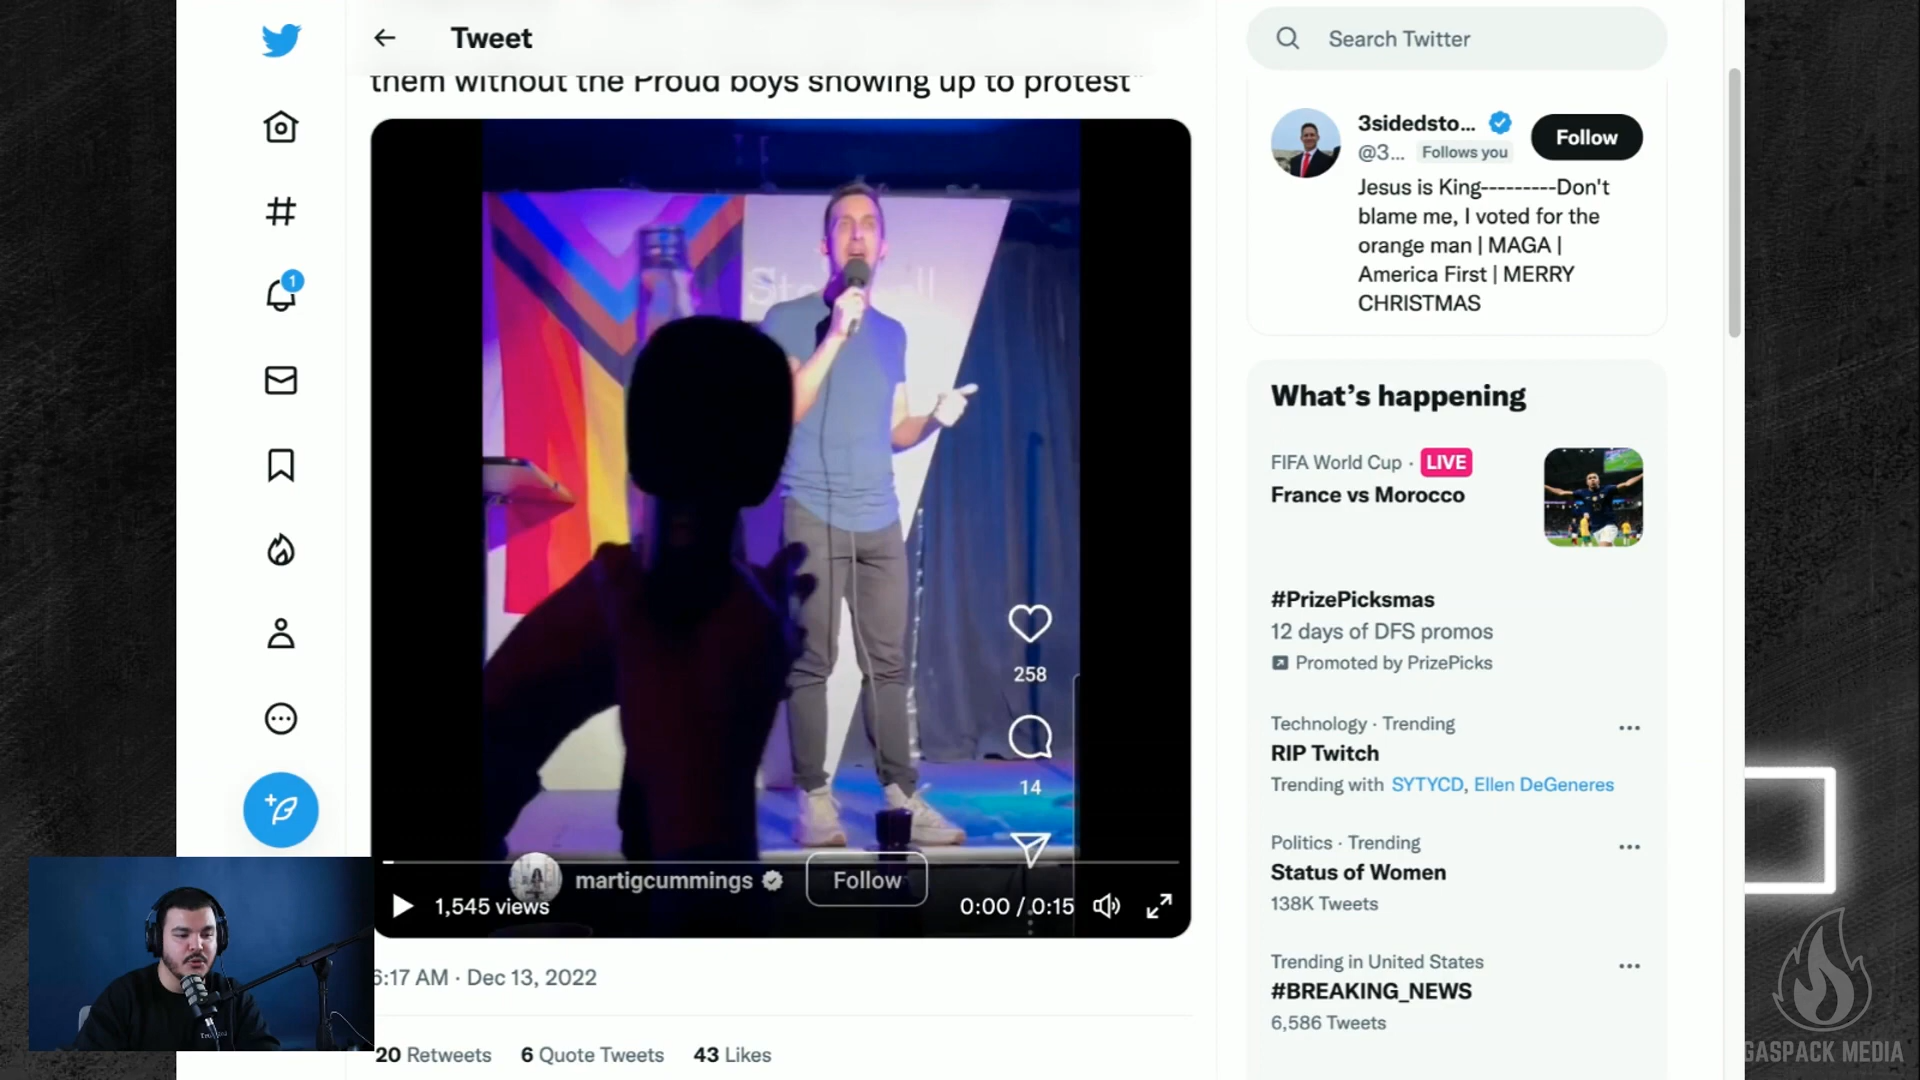 Tweet
them without the Proud boys showing up to protest"
1
258
14
martigcummings
Follow
1,545 views
0:00 / 0:15
6:17 AM · Dec 13, 2022
20 Retweets 6 Quote Tweets 43 Likes
Search Twitter
3sidedsto...
@3... Follows you
Follow
Jesus is King---------Don't
blame me, I voted for the
orange man | MAGA |
America First | MERRY
CHRISTMAS
What's happening
FIFA World Cup · LIVE
France vs Morocco
#PrizePicksmas
12 days of DFS promos
Promoted by PrizePicks
Technology · Trending
RIP Twitch
Trending with SYTYCD, Ellen DeGeneres
Politics · Trending
Status of Women
138K Tweets
Trending in United States
#BREAKING_NEWS
6,586 Tweets
GASPACK MEDIA